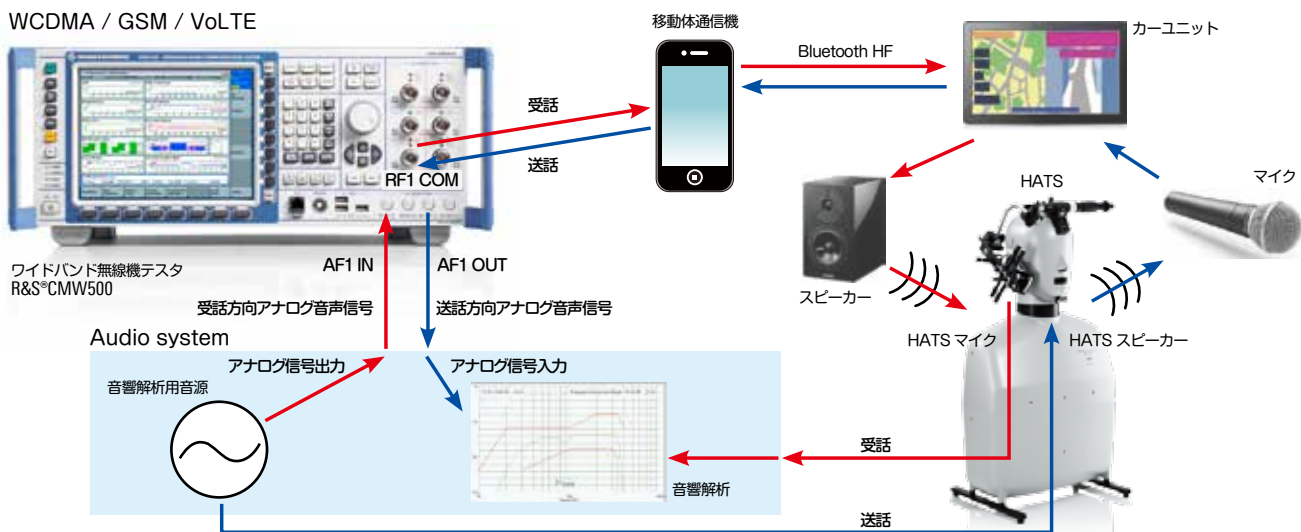 WCDMA / GSM / VoLTE
移動体通信機
カーユニット
Bluetooth HF
受話
送話
RF1 COM
HATS
マイク
AF1 IN
AF1 OUT
ワイドバンド無線機テスタ
R&S®CMW500
スピーカー
受話方向アナログ音声信号
送話方向アナログ音声信号
HATS マイク
HATS スピーカー
Audio system
アナログ信号出力
アナログ信号入力
音響解析用音源
受話
音響解析
送話